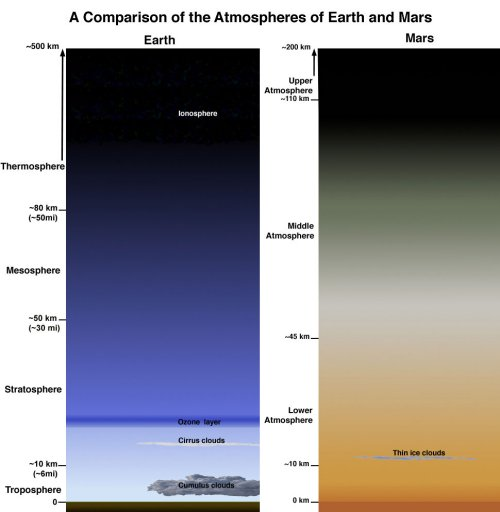 A Comparison of the Atmospheres of Earth and Mars
Earth
~500 km
Ionosphere
Thermosphere
~80 km
(~50mi)
Mesosphere
~50 km
(~30 mi)
Stratosphere
Ozone layer
Cirrus clouds
~10 km
(~6mi)
Cumulus clouds
Troposphere
0
Mars
~200 km
Upper
Atmosphere
~110 km
Middle
Atmosphere
~45 km
Lower
Atmosphere
Thin ice clouds
~10 km
0 km